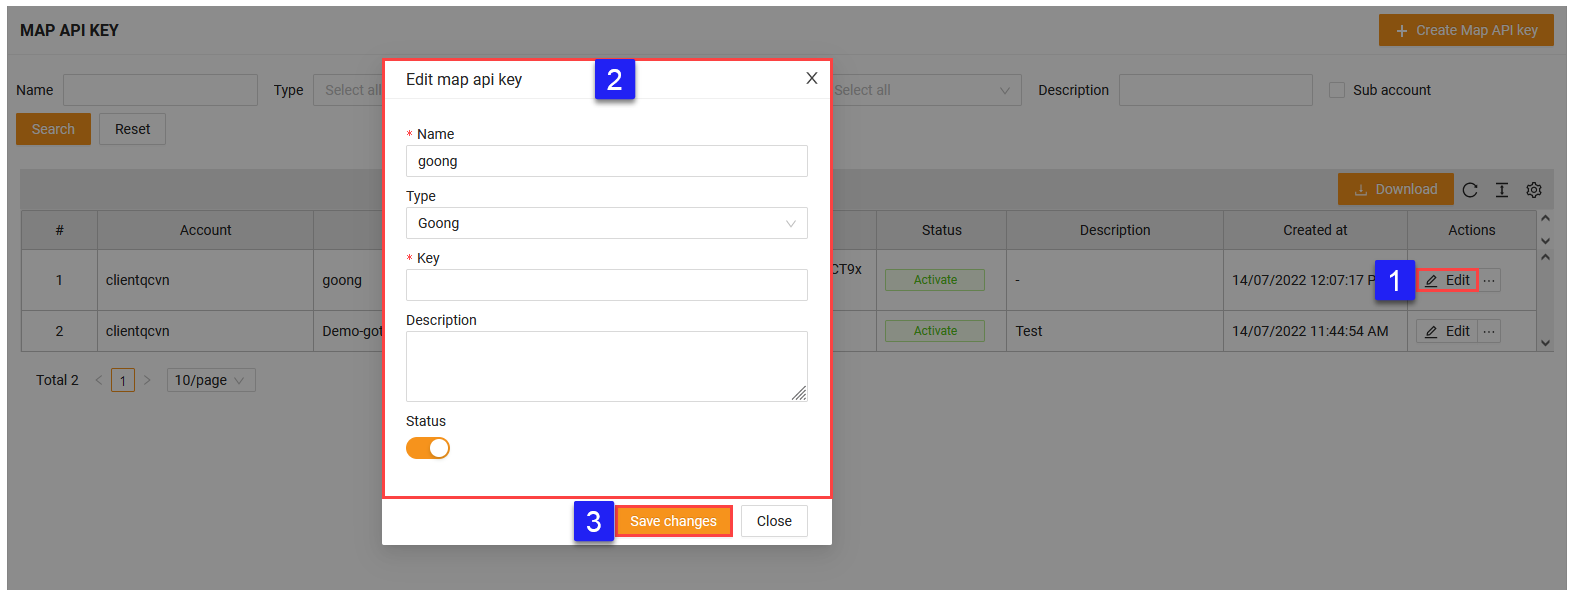 MAP API KEY
+ Create Map API key
Name
Type
Select all
Select all
Description
Sub account
Search
Reset
Download
#
Account
Status
Description
Created at
Actions
1
clientqcvn
goong
CT9x
Activate
-
14/07/2022 12:07:17 P
1
Edit
...
2
clientqcvn
Demo-got
Activate
Test
14/07/2022 11:44:54 AM
Edit
...
Total 2
<
1
>
10/page
Edit map api key
2
X
* Name
goong
Type
Goong
* Key
Description
Status
3
Save changes
Close